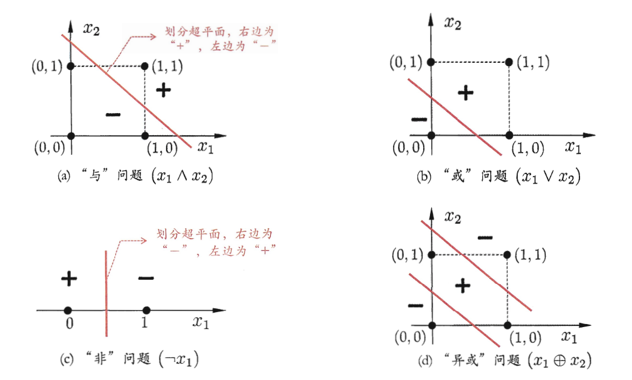 x₂
划分超平面，右边为
“+”，左边为“−”
(0, 1)
(1, 1)
+
−
(0, 0)
(1, 0)
x₁
(a) “与”问题 (x₁ ∧ x₂)
x₂
(0, 1)
(1, 1)
+
−
(0, 0)
(1, 0)
x₁
(b) “或”问题 (x₁ ∨ x₂)
划分超平面，右边为
“−”，左边为“+”
+
−
0
1
x₁
(c) “非”问题 (¬x₁)
x₂
−
(0, 1)
(1, 1)
+
−
(0, 0)
(1, 0)
x₁
(d) “异或”问题 (x₁ ⊕ x₂)